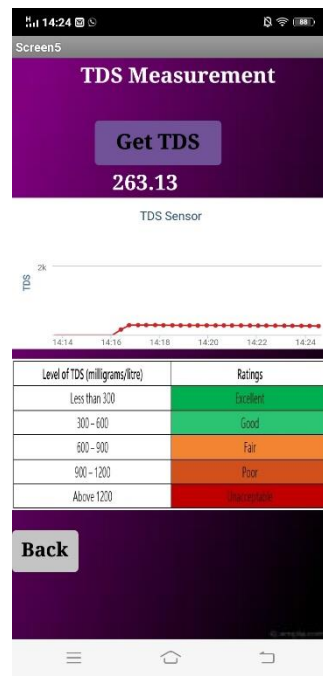 14:24
88
Screen5
TDS Measurement
Get TDS
263.13
TDS Sensor
2k
TDS
14:14 14:16 14:18 14:20 14:22 14:24
Level of TDS (milligrams/litre) Ratings
Less than 300 Excellent
300 - 600 Good
600 - 900 Fair
900 - 1200 Poor
Above 1200 Unacceptable
Back